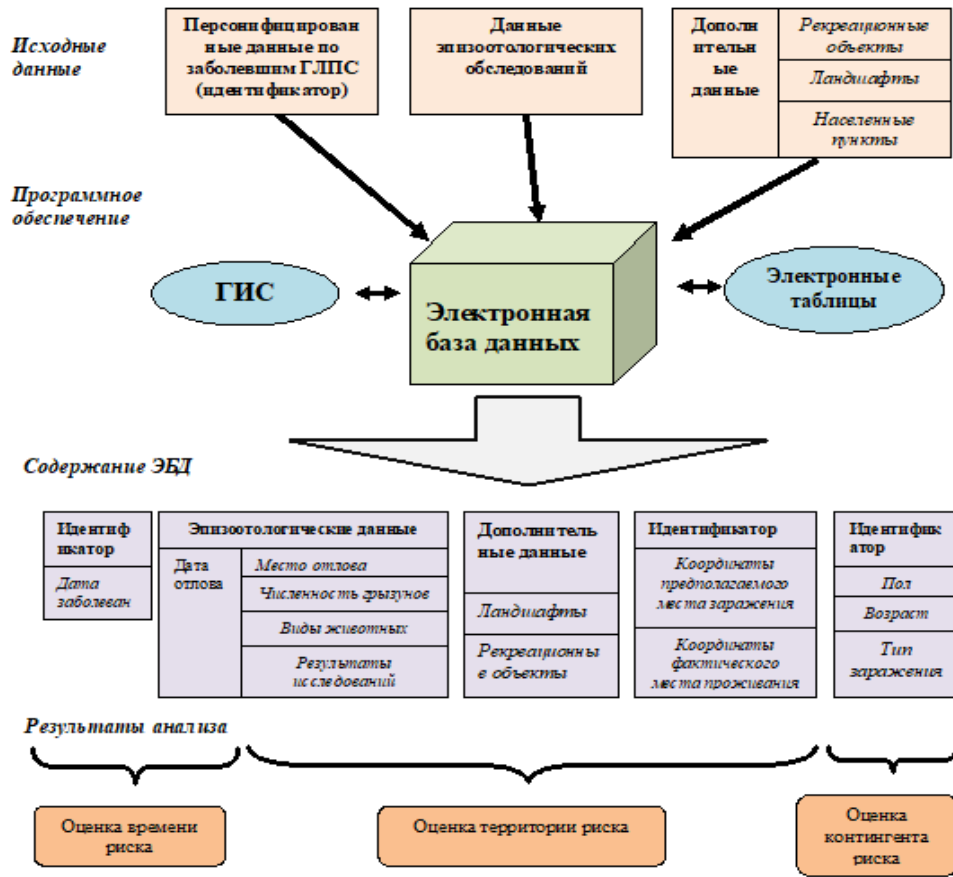 Исходные
данные
Персонифицирован
ные данные по
заболевшим ГЛПС
(идентификатор)
Данные
эпизоотологических
обследований
Дополн
ительн
ые
данные
Рекреационные
объекты
Ландшафты
Населенные
пункты
Программное
обеспечение
ГИС
Электронная
база данных
Электронные
таблицы
Содержание ЭБД
Идентиф
икатор
Дата
заболеван
Эпизоотологические данные
Дата
отлова
Место отлова
Численность грызунов
Виды животных
Результаты
исследований
Дополнитель
ные данные
Ландшафты
Рекреационны
е объекты
Идентификатор
Координаты
предполагаемого
места заражения
Координаты
фактического
места проживания
Идентифик
атор
Пол
Возраст
Тип
заражения
Результаты анализа
Оценка времени
риска
Оценка территории риска
Оценка
контингента
риска